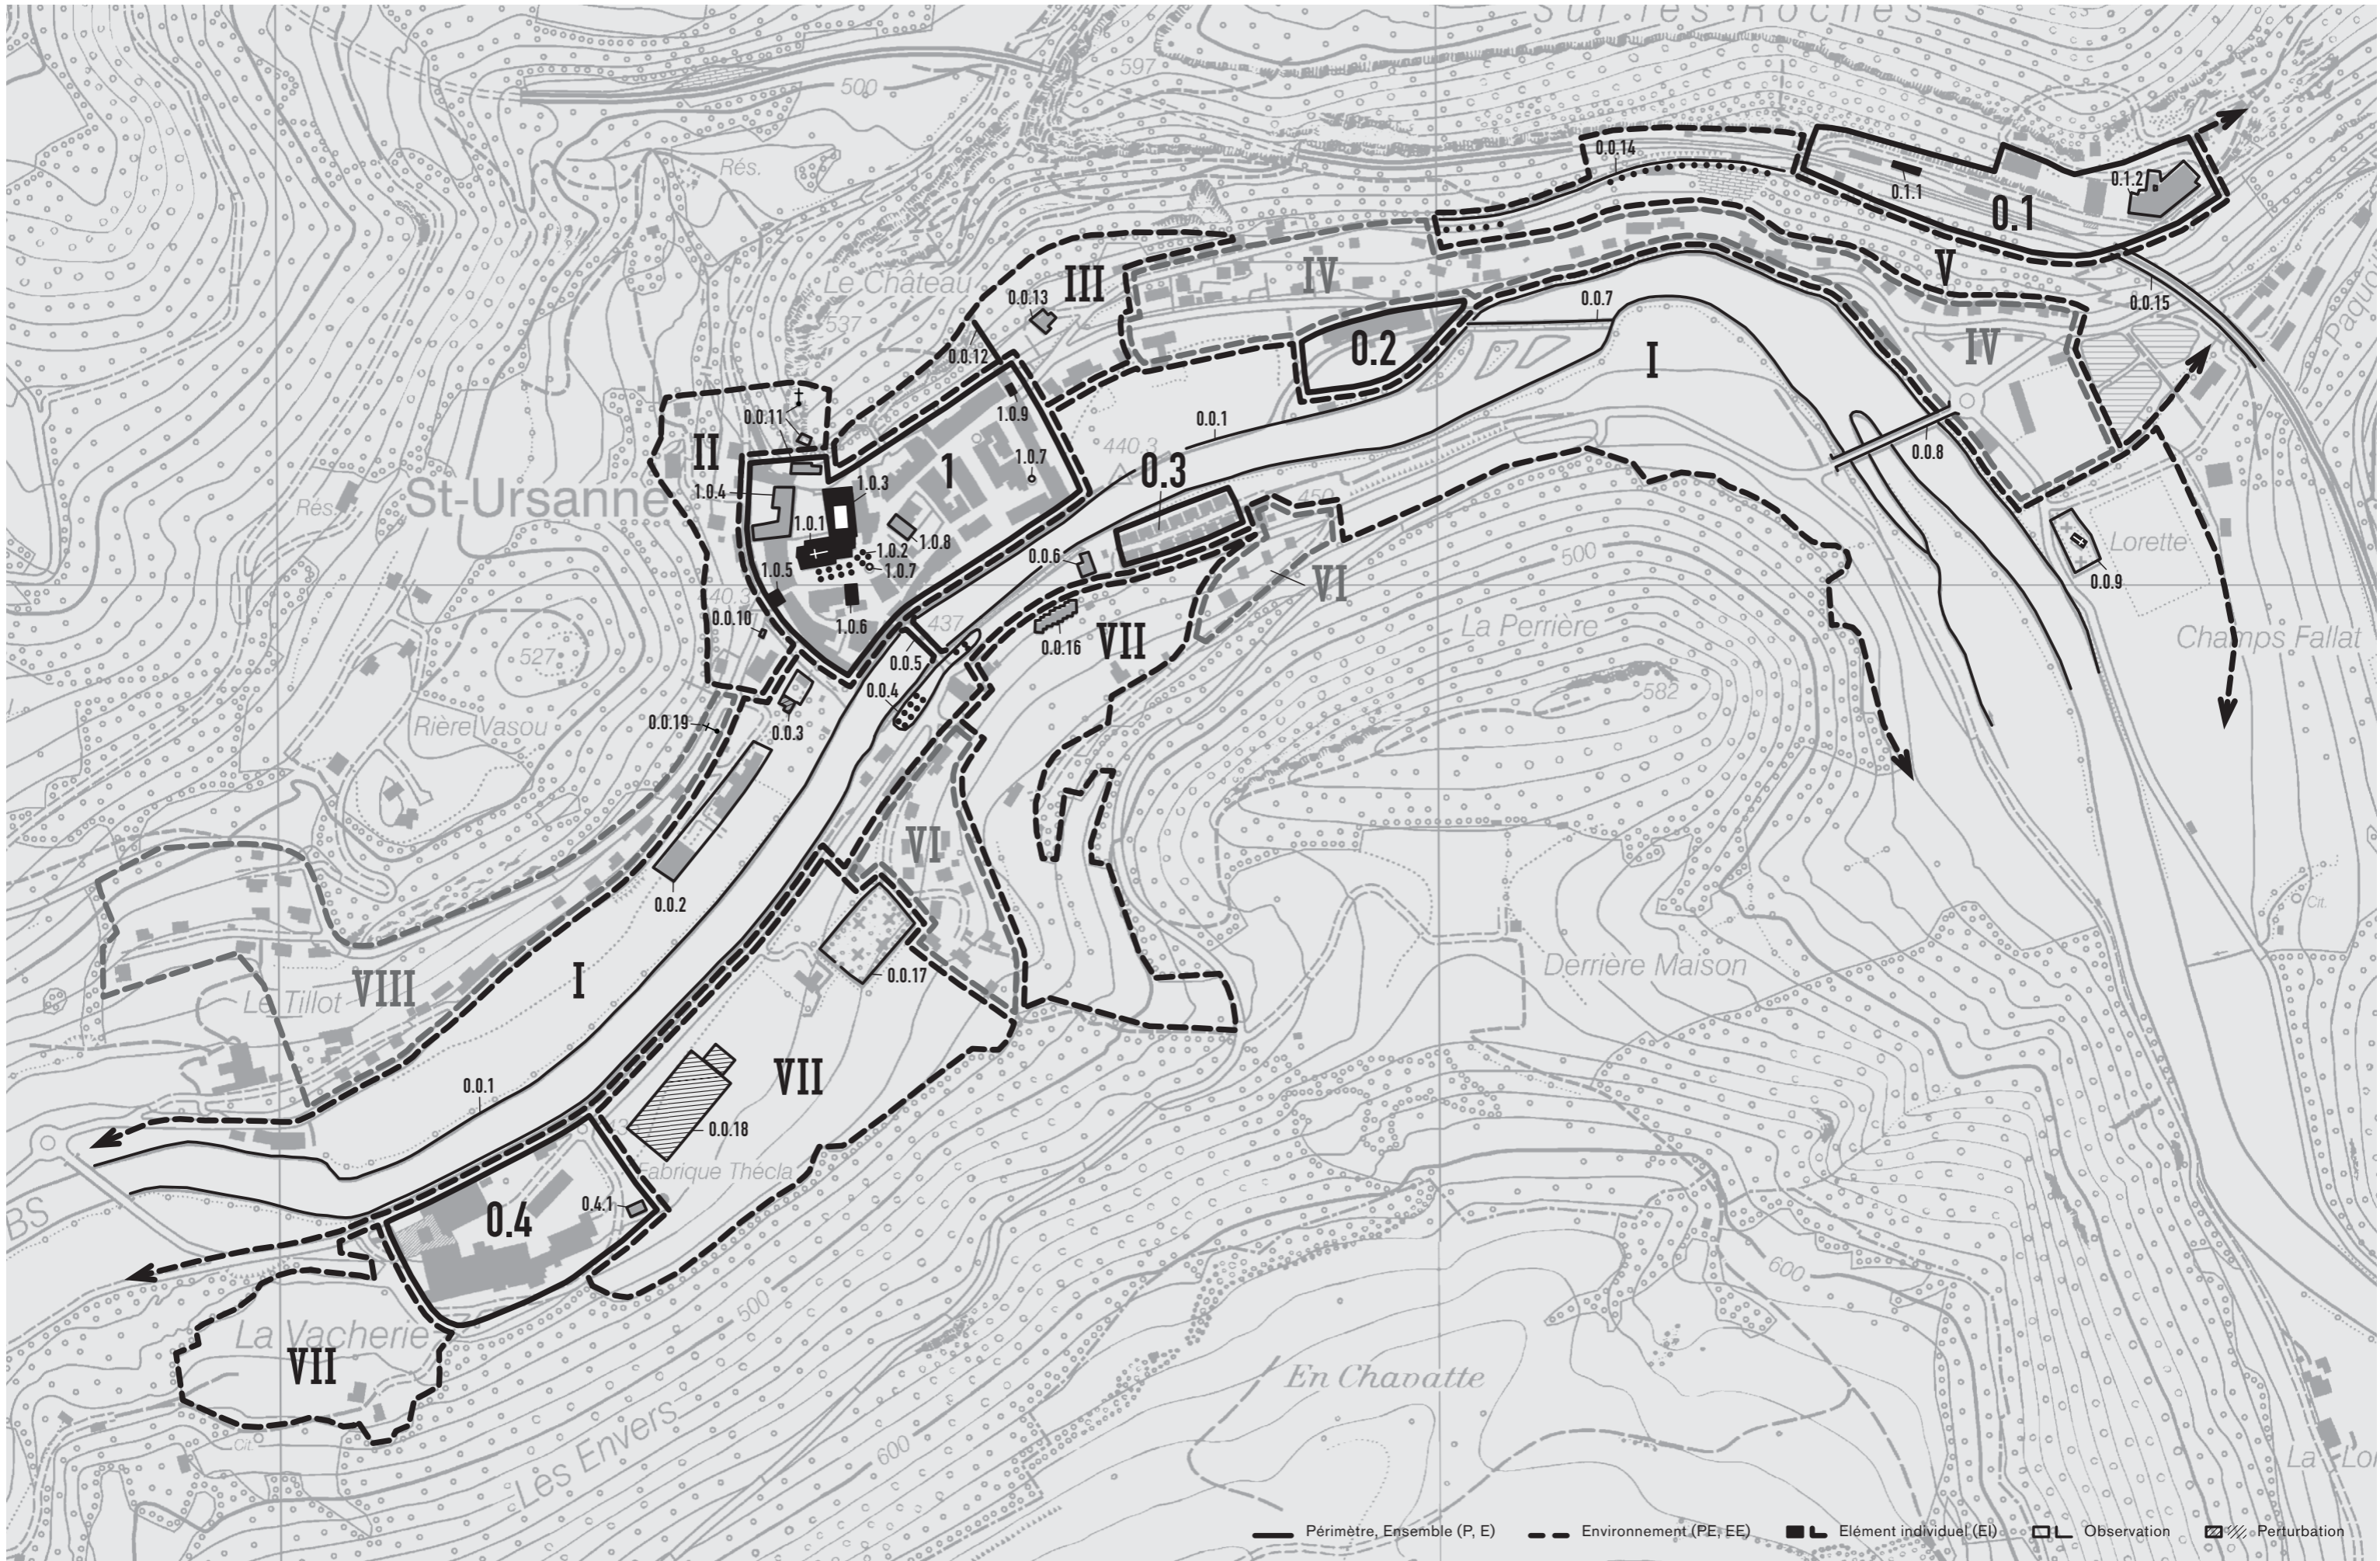 Sur les Roches
597
500
Rés.
0.0.14
0.1.2
0.1.1
0.1
III
IV
V
Le Château
0.0.13
0.0.7
0.0.15
537
0.0.12
0.2
I
IV
0.0.11
1.0.9
0.0.1
II
440.3
0.0.8
1.0.7
1
0.3
1.0.3
St-Ursanne
1.0.4
450
Rés.
1.0.1
1.0.8
Lorette
1.0.2
0.0.6
500
1.0.5
1.0.7
VI
0.0.9
40.3
0.0.10
1.0.6
437
La Perrière
VII
0.0.16
Champs Fallat
527
0.0.5
0.0.4
582
Rière Vasou
0.0.19
0.0.3
VI
0.0.2
Cit.
0.0.17
Derrière Maison
I
VIII
Le Tillot
VII
0.0.1
0.0.18
Fabrique Thécla
0.4.1
BS
0.4
600
500
La Vacherie
VII
En Chapatte
Les Envers
Cit.
600
Périmètre, Ensemble (P, E)
Environnement (PE, EE)
Elément individuel (EI)
Observation
Perturbation